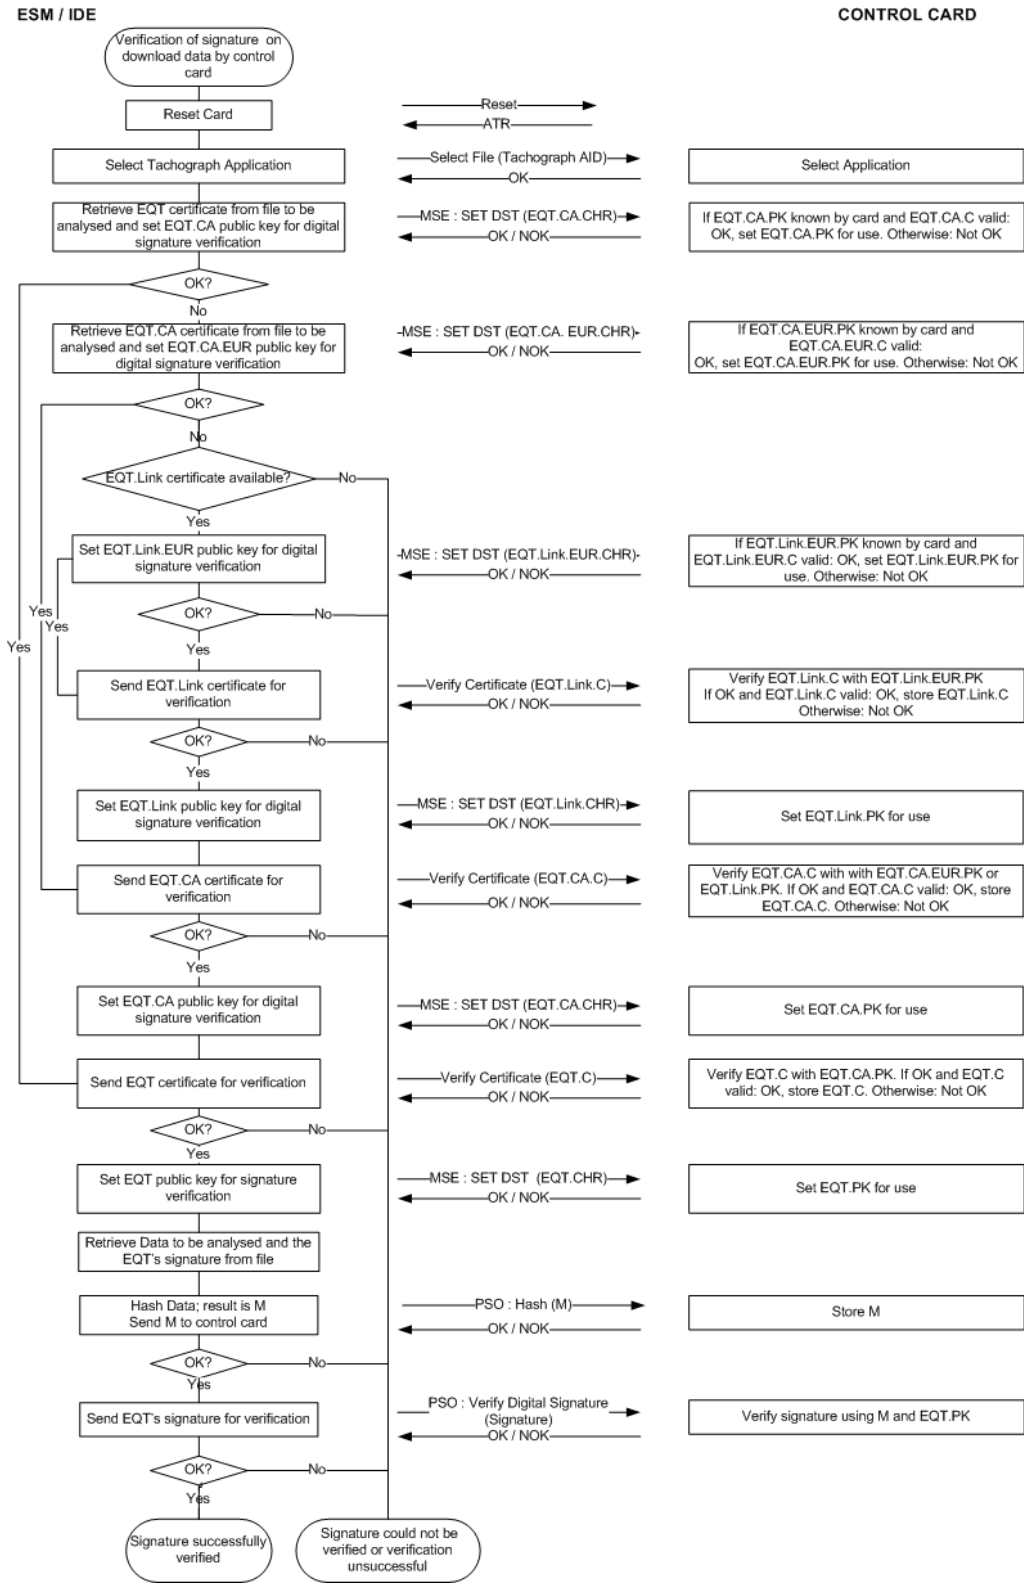 ESM / IDE
CONTROL CARD
Verification of signature on
download data by control
card
Reset Card
Reset
ATR
Select Tachograph Application
Select File (Tachograph AID)
OK
Select Application
Retrieve EQT certificate from file to be
analysed and set EQT.CA public key for digital
signature verification
MSE : SET DST (EQT.CA.CHR)
OK / NOK
If EQT.CA.PK known by card and EQT.CA.C valid:
OK, set EQT.CA.PK for use. Otherwise: Not OK
OK?
No
Retrieve EQT.CA certificate from file to be
analysed and set EQT.CA.EUR public key for
digital signature verification
MSE : SET DST (EQT.CA. EUR.CHR)
OK / NOK
If EQT.CA.EUR.PK known by card and
EQT.CA.EUR.C valid:
OK, set EQT.CA.EUR.PK for use. Otherwise: Not OK
OK?
No
EQT.Link certificate available?
No
Yes
Set EQT.Link.EUR public key for digital
signature verification
MSE : SET DST (EQT.Link.EUR.CHR)
OK / NOK
If EQT.Link.EUR.PK known by card and
EQT.Link.EUR.C valid: OK, set EQT.Link.EUR.PK for
use. Otherwise: Not OK
OK?
No
Yes
Yes
Yes
Yes
Send EQT.Link certificate for
verification
Verify Certificate (EQT.Link.C)
OK / NOK
Verify EQT.Link.C with EQT.Link.EUR.PK
If OK and EQT.Link.C valid: OK, store EQT.Link.C
Otherwise: Not OK
OK?
No
Yes
Set EQT.Link public key for digital
signature verification
MSE : SET DST (EQT.Link.CHR)
OK / NOK
Set EQT.Link.PK for use
Send EQT.CA certificate for
verification
Verify Certificate (EQT.CA.C)
OK / NOK
Verify EQT.CA.C with with EQT.CA.EUR.PK or
EQT.Link.PK. If OK and EQT.CA.C valid: OK, store
EQT.CA.C. Otherwise: Not OK
OK?
No
Yes
Set EQT.CA public key for digital
signature verification
MSE : SET DST (EQT.CA.CHR)
OK / NOK
Set EQT.CA.PK for use
Send EQT certificate for verification
Verify Certificate (EQT.C)
OK / NOK
Verify EQT.C with EQT.CA.PK. If OK and EQT.C
valid: OK, store EQT.C. Otherwise: Not OK
OK?
No
Yes
Set EQT public key for signature
verification
MSE : SET DST (EQT.CHR)
OK / NOK
Set EQT.PK for use
Retrieve Data to be analysed and the
EQT's signature from file
Hash Data; result is M
Send M to control card
PSO : Hash (M)
OK / NOK
Store M
OK?
No
Yes
Send EQT's signature for verification
PSO : Verify Digital Signature
(Signature)
OK / NOK
Verify signature using M and EQT.PK
OK?
No
Yes
Signature successfully
verified
Signature could not be
verified or verification
unsuccessful